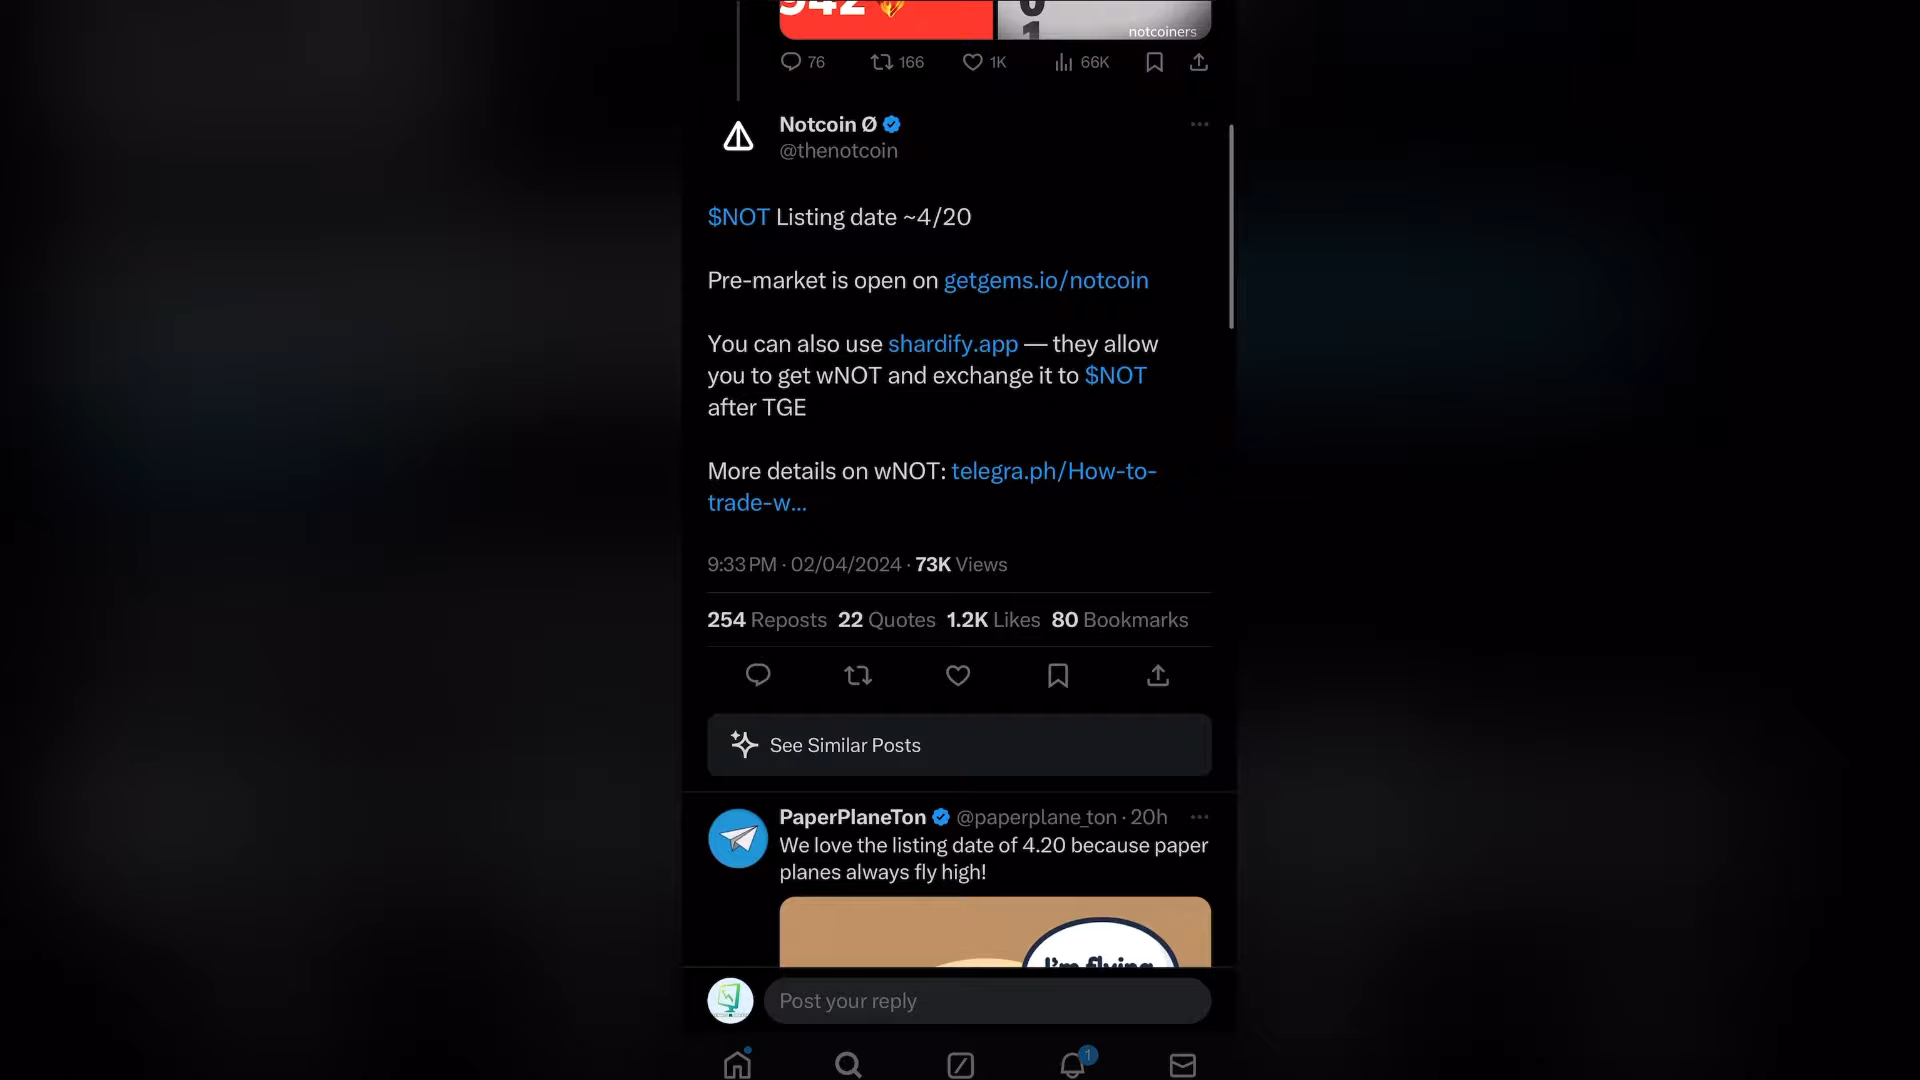 942
notcoiners
76 166 1K 66K
Notcoin Ø
@thenotcoin
$NOT Listing date ~4/20
Pre-market is open on getgems.io/notcoin
You can also use shardify.app — they allow
you to get wNOT and exchange it to $NOT
after TGE
More details on wNOT: telegra.ph/How-to-
trade-w...
9:33 PM · 02/04/2024 · 73K Views
254 Reposts 22 Quotes 1.2K Likes 80 Bookmarks
See Similar Posts
PaperPlaneTon @paperplane_ton · 20h
We love the listing date of 4.20 because paper
planes always fly high!
I'm flying
Post your reply
1